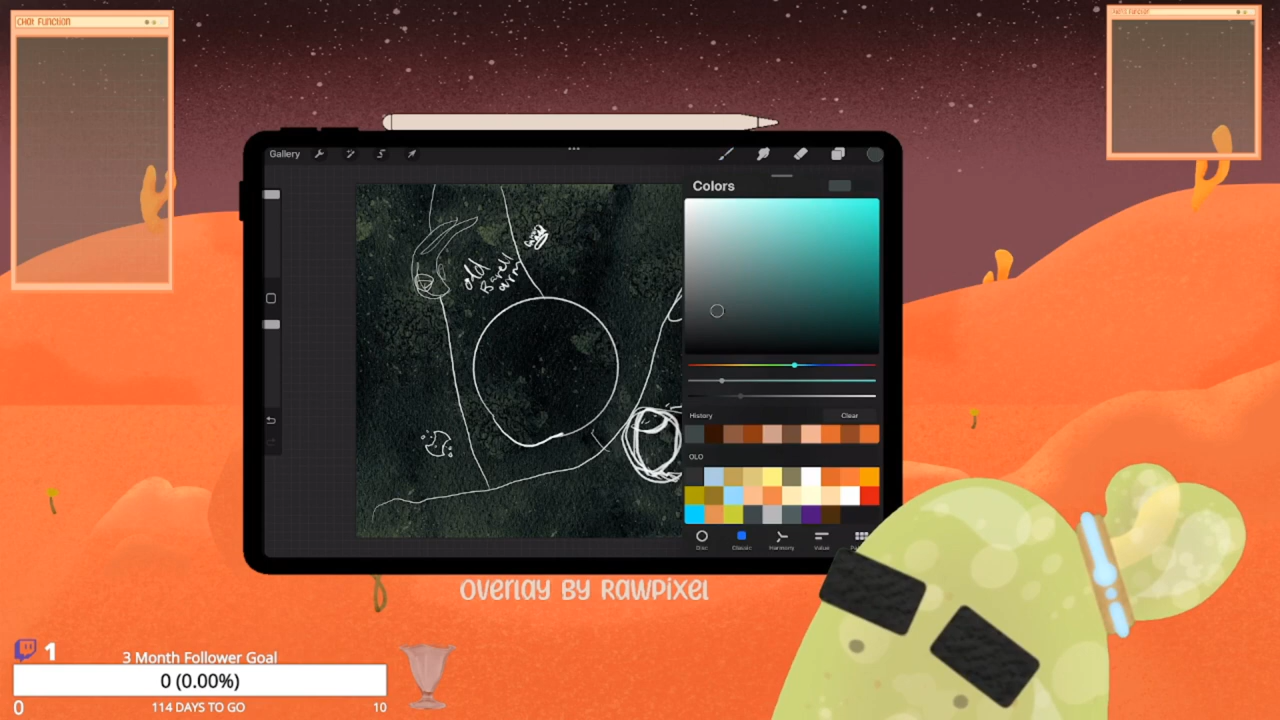 CHAT FUNCTION
Gallery
Colors
old
Barell
arm
History
Clear
OLO
Disc
Classic
Harmony
Value
OVERLAY BY RAWPIXEL
1
3 Month Follower Goal
0 (0.00%)
0
114 DAYS TO GO
10